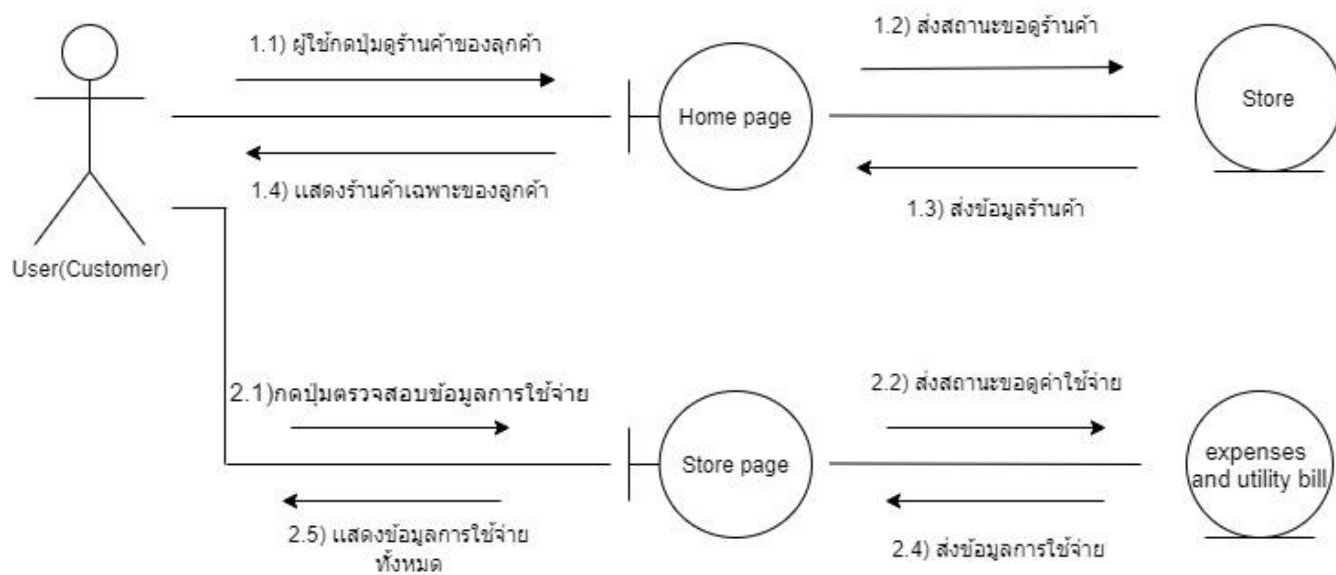 1.1) ผู้ใช้กดปุ่มดูร้านค้าของลูกค้า
1.2) ส่งสถานะขอดูร้านค้า
Home page
Store
1.4) แสดงร้านค้าเฉพาะของลูกค้า
1.3) ส่งข้อมูลร้านค้า
User(Customer)
2.1)กดปุ่มตรวจสอบข้อมูลการใช้จ่าย
2.2) ส่งสถานะขอดูค่าใช้จ่าย
Store page
expenses
and utility bill
2.5) แสดงข้อมูลการใช้จ่าย
ทั้งหมด
2.4) ส่งข้อมูลการใช้จ่าย